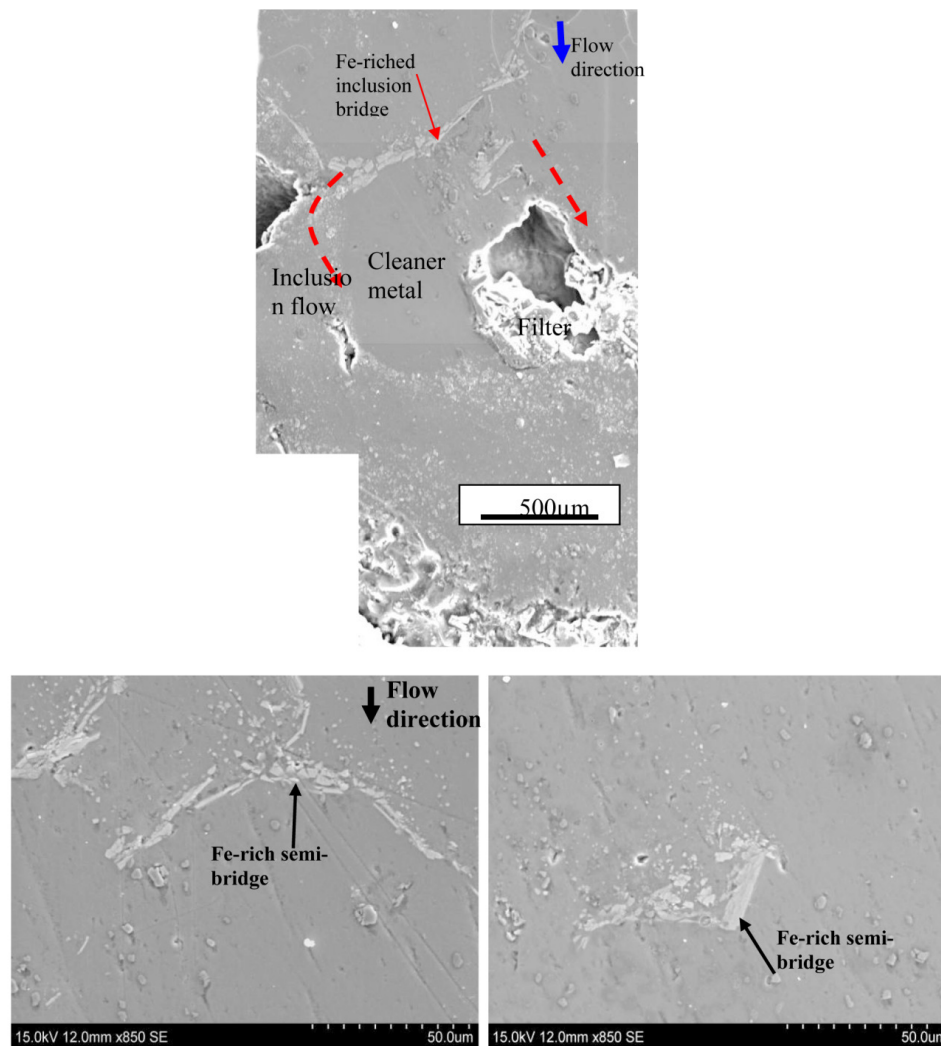 Flow
direction
Fe-riched
inclusion
bridge
Inclusio
n flow
Cleaner
metal
Filter
500µm
Flow
direction
Fe-rich semi-
bridge
15.0kV 12.0mm x850 SE
50.0um
Fe-rich semi-
bridge
15.0kV 12.0mm x850 SE
50.0um